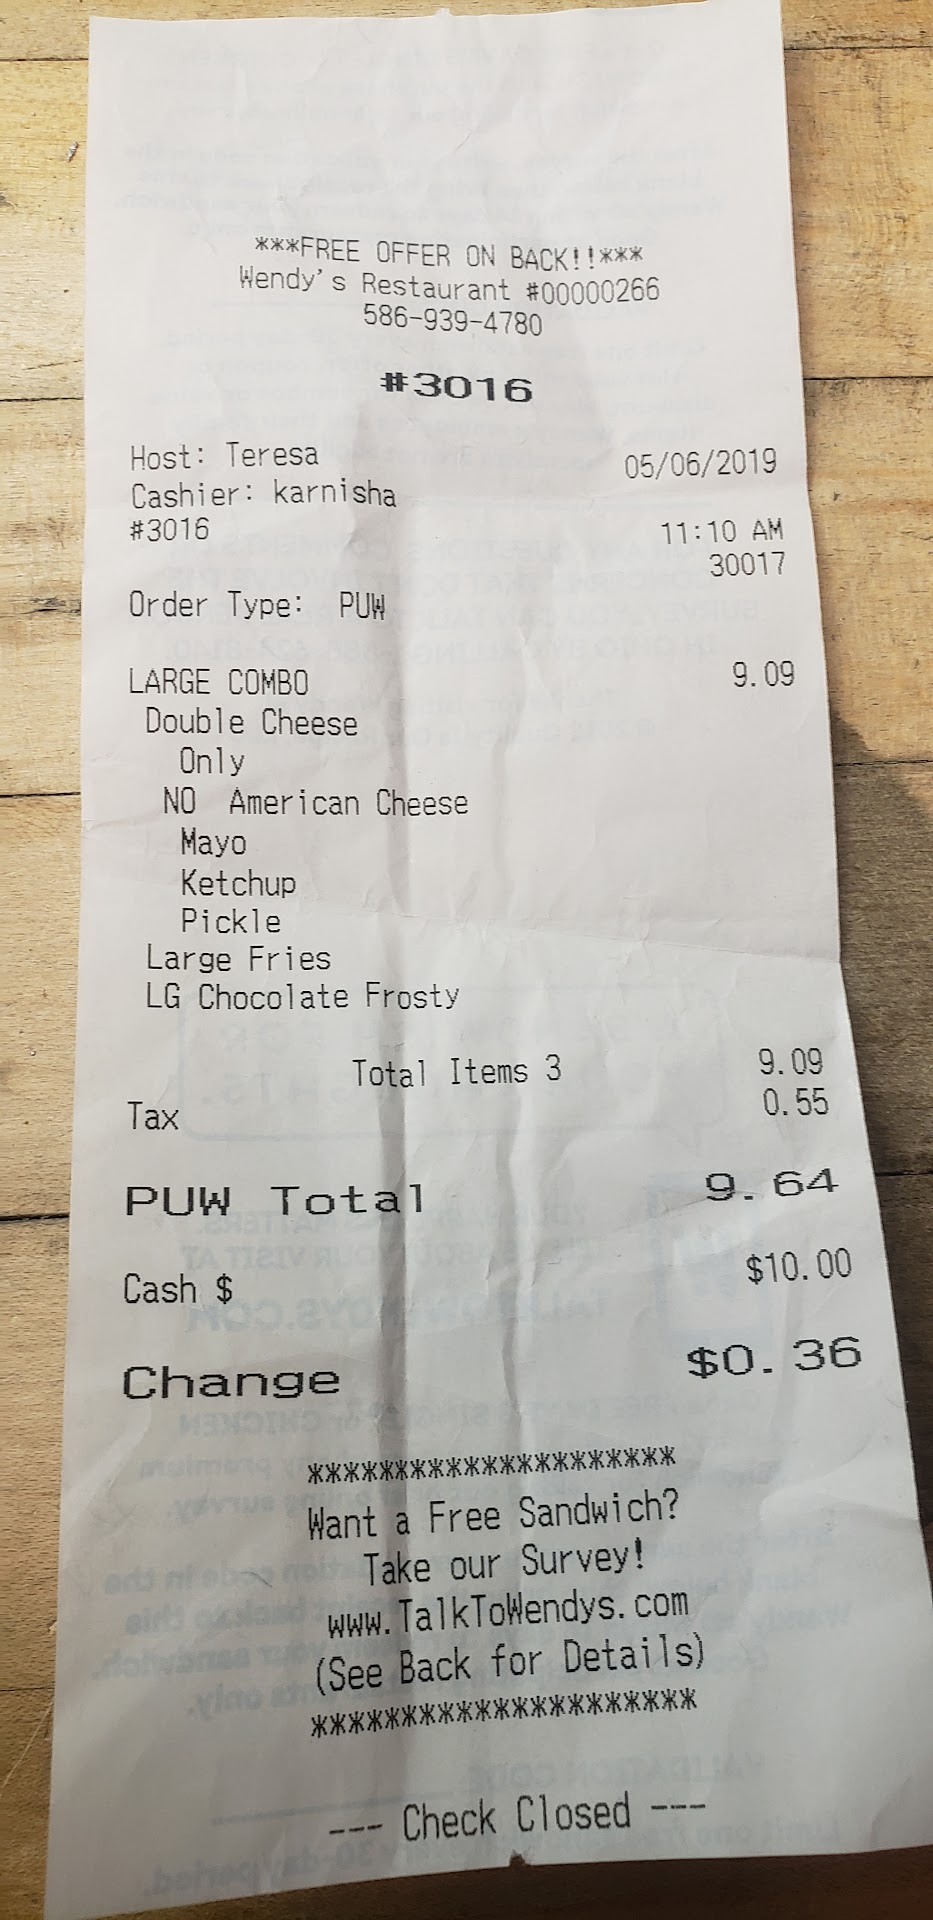 ***FREE OFFER ON BACK!!***
Wendy's Restaurant #00000266
586-939-4780
#3016
Host: Teresa 05/06/2019
Cashier: karnisha
#3016 11:10 AM
30017
Order Type: PUW
LARGE COMBO 9.09
Double Cheese
Only
NO American Cheese
Mayo
Ketchup
Pickle
Large Fries
LG Chocolate Frosty
Total Items 3 9.09
Tax 0.55
PUW Total 9.64
Cash $ $10.00
Change $0.36
*********************
Want a Free Sandwich?
Take our Survey!
www.TalkToWendys.com
(See Back for Details)
**********************
--- Check Closed ---